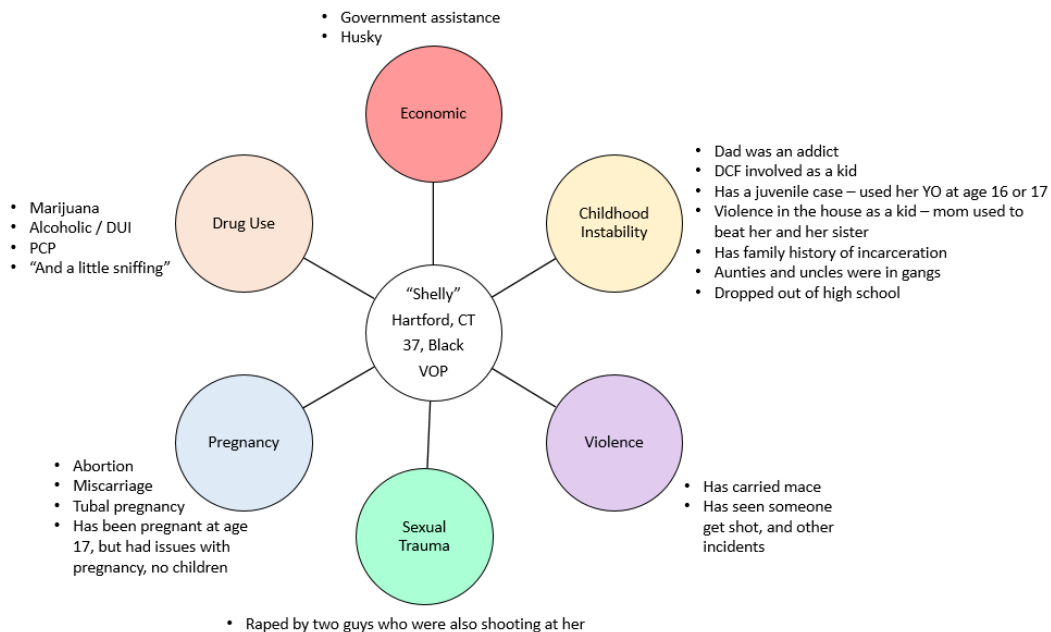 • Government assistance
• Husky
Economic
• Dad was an addict
• DCF involved as a kid
• Has a juvenile case – used her YO at age 16 or 17
• Violence in the house as a kid – mom used to
beat her and her sister
• Has family history of incarceration
• Aunties and uncles were in gangs
• Dropped out of high school
Childhood
Instability
• Marijuana
• Alcoholic / DUI
• PCP
• “And a little sniffing”
Drug Use
“Shelly”
Hartford, CT
37, Black
VOP
Pregnancy
• Abortion
• Miscarriage
• Tubal pregnancy
• Has been pregnant at age
17, but had issues with
pregnancy, no children
Violence
• Has carried mace
• Has seen someone
get shot, and other
incidents
Sexual
Trauma
• Raped by two guys who were also shooting at her